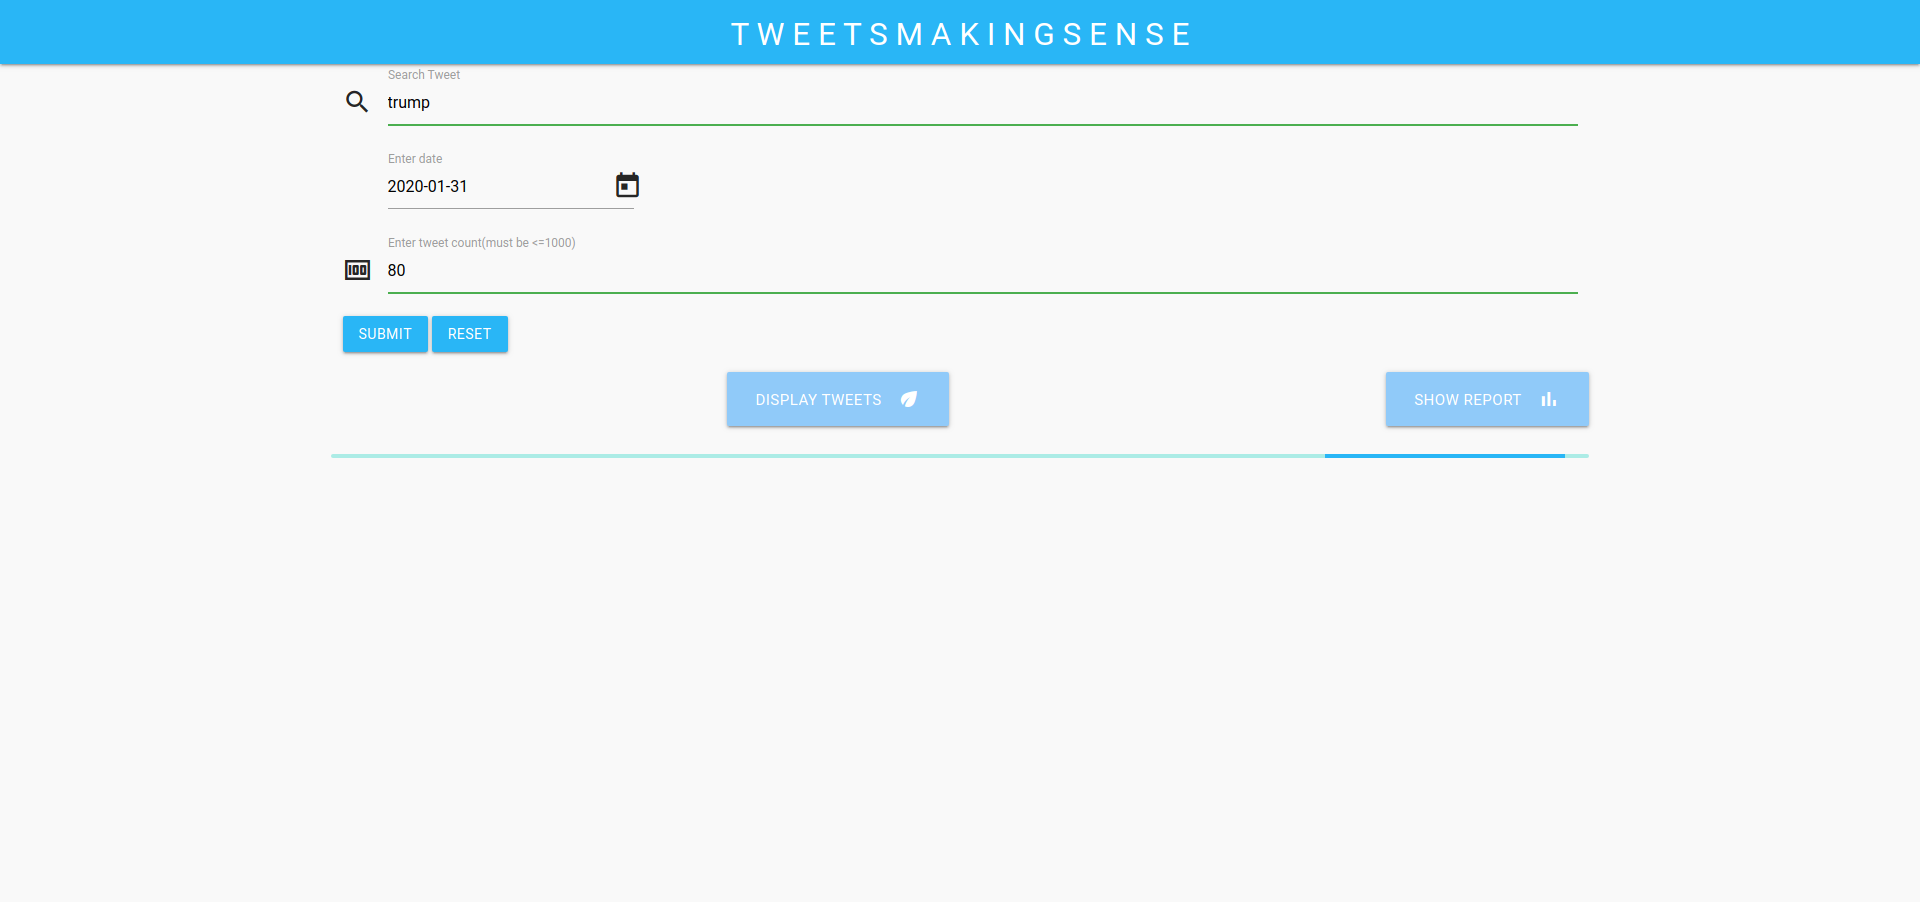 TWEETSMAKINGSENSE
Search Tweet
trump
Enter date
2020-01-31
Enter tweet count(must be <=1000)
100
80
SUBMIT RESET
DISPLAY TWEETS SHOW REPORT